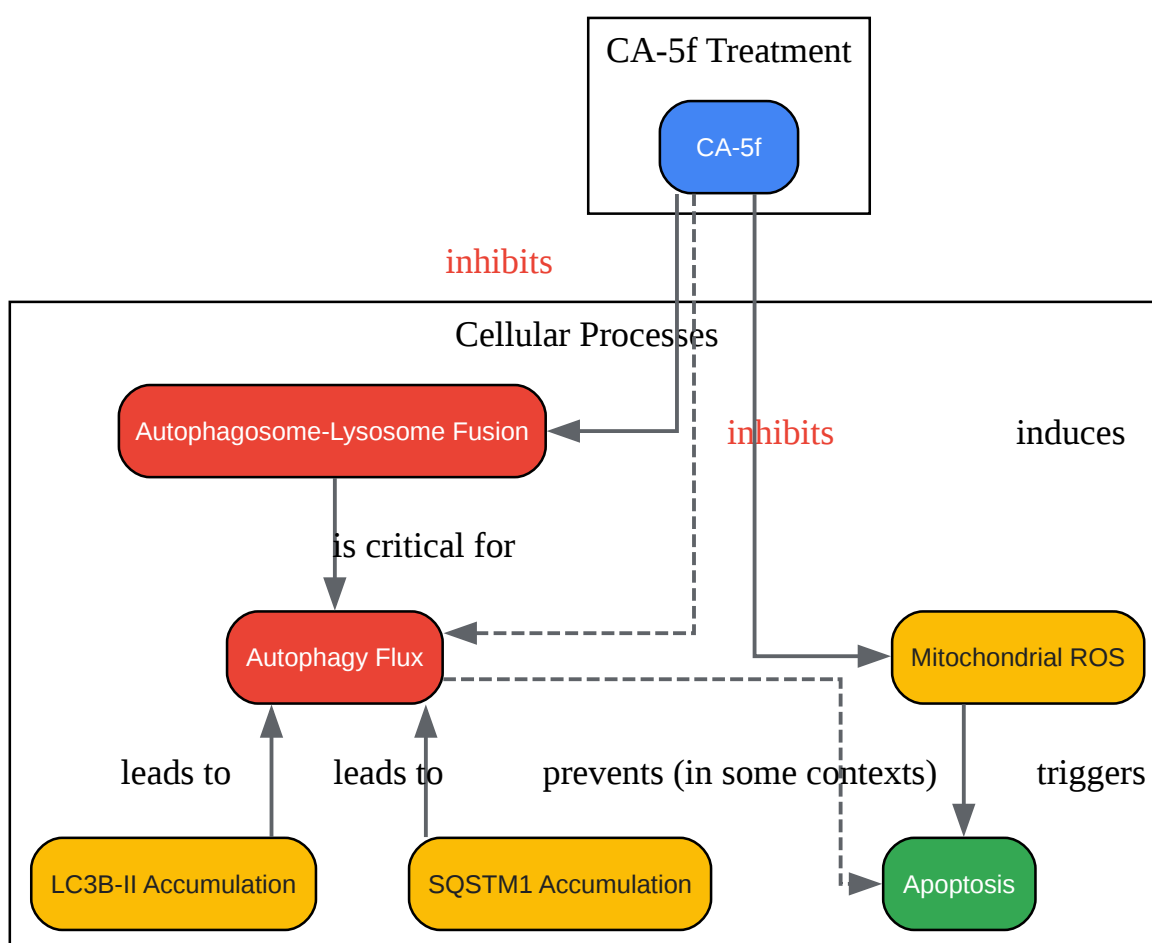 CA-5f Treatment
CA-5f
inhibits
Cellular Processes
Autophagosome-Lysosome Fusion
inhibits
induces
is critical for
Autophagy Flux
Mitochondrial ROS
leads to
leads to
prevents (in some contexts)
triggers
LC3B-II Accumulation
SQSTM1 Accumulation
Apoptosis